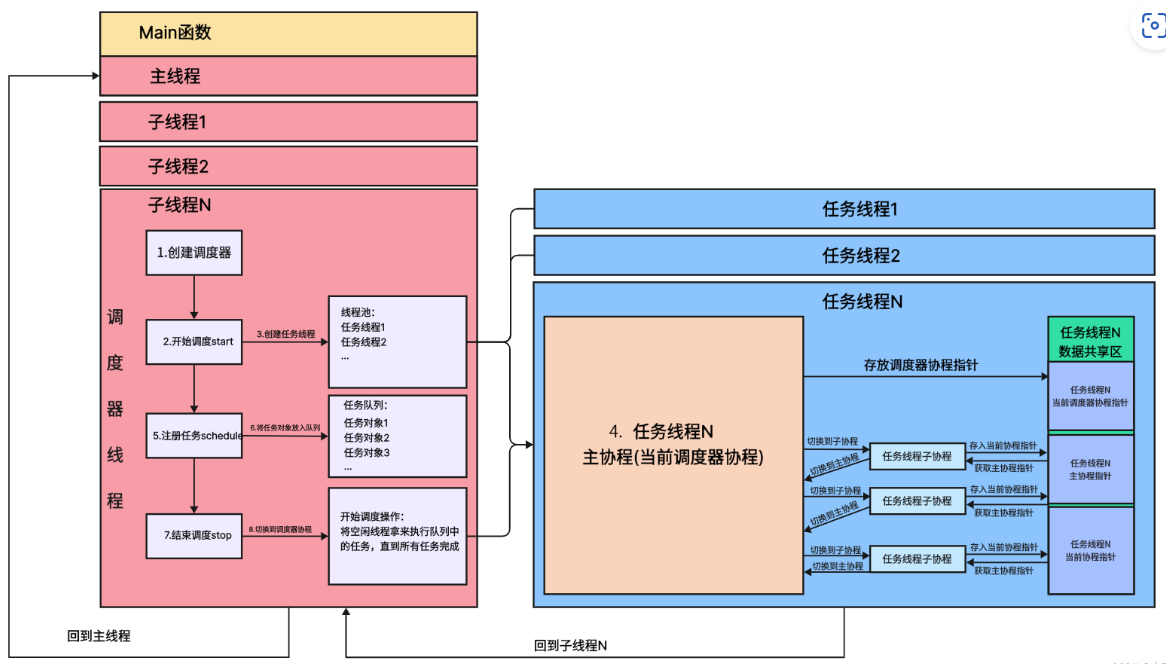 Main函数
主线程
子线程1
子线程2
子线程N
调
度
器
线
程
1.创建调度器
2.开始调度start
3.创建任务线程
线程池：
任务线程1
任务线程2
...
5.注册任务schedule
6.将任务对象放入队列
任务队列：
任务对象1
任务对象2
任务对象3
...
7.结束调度stop
8.切换到调度器协程
开始调度操作：
将空闲线程拿来执行队列中
的任务，直到所有任务完成
任务线程1
任务线程2
任务线程N
4. 任务线程N
主协程(当前调度器协程)
存放调度器协程指针
任务线程N
数据共享区
任务线程N
当前调度器协程指针
切换到子协程
切换到主协程
任务线程子协程
存入当前协程指针
获取主协程指针
任务线程N
主协程指针
切换到子协程
切换到主协程
任务线程子协程
存入当前协程指针
获取主协程指针
切换到子协程
切换到主协程
任务线程子协程
存入当前协程指针
获取主协程指针
任务线程N
当前协程指针
回到主线程
回到子线程N